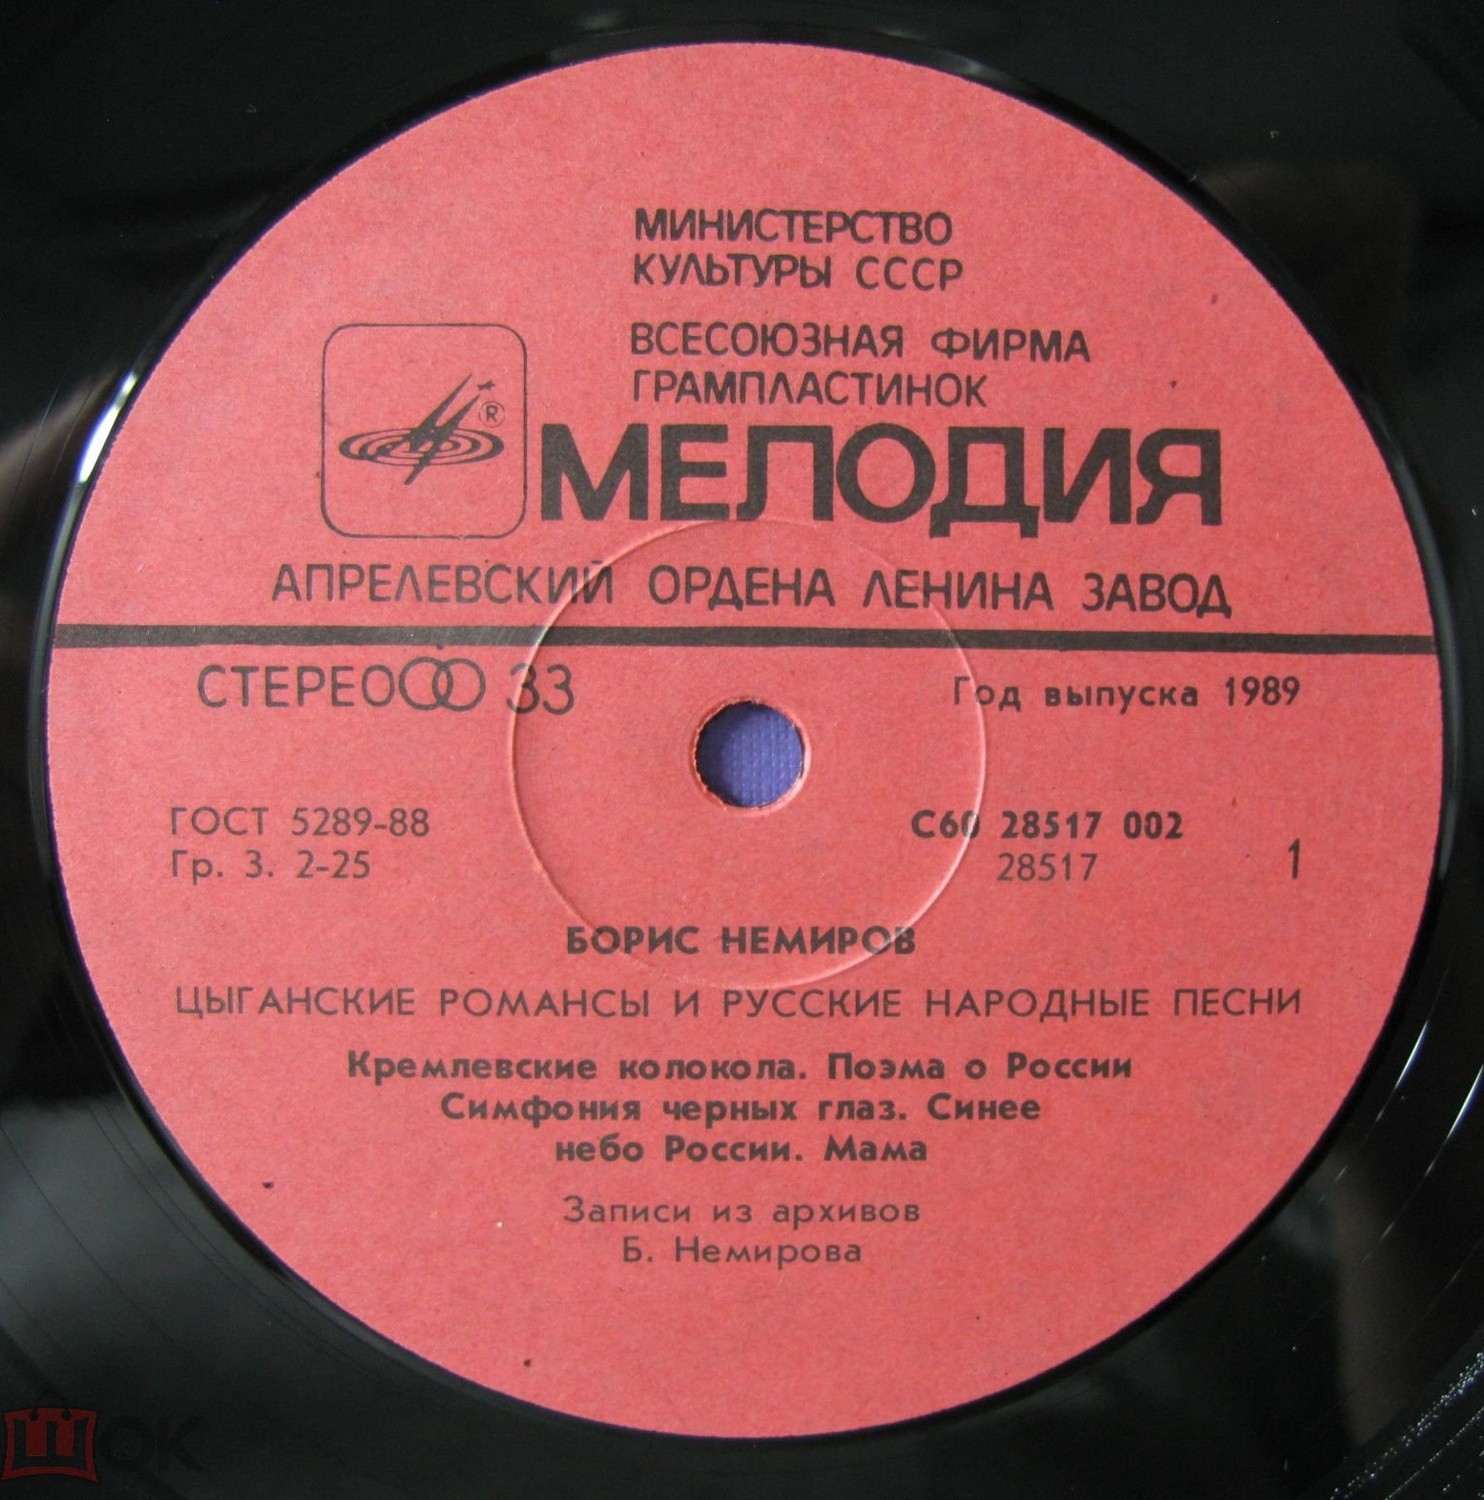 МИНИСТЕРСТВО
КУЛЬТУРЫ СССР
ВСЕСОЮЗНАЯ ФИРМА
ГРАМПЛАСТИНОК
®
МЕЛОДИЯ
АПРЕЛЕВСКИЙ ОРДЕНА ЛЕНИНА ЗАВОД
СТЕРЕО 33
Год выпуска 1989
ГОСТ 5289-88
Гр. 3. 2-25
С60 28517 002
28517
1
БОРИС НЕМИРОВ
ЦЫГАНСКИЕ РОМАНСЫ И РУССКИЕ НАРОДНЫЕ ПЕСНИ
Кремлевские колокола. Поэма о России
Симфония черных глаз. Синее
небо России. Мама
Записи из архивов
Б. Немирова
ШОК